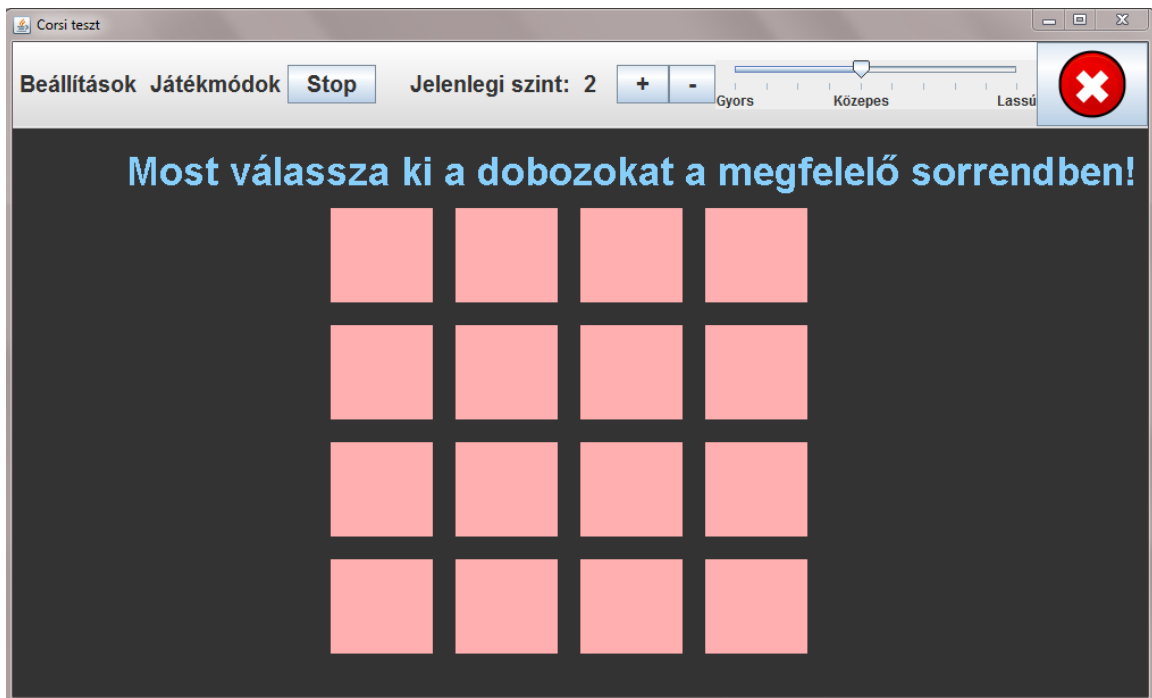 Corsi teszt
Beállítások Játékmódok Stop Jelenlegi szint: 2 + -
Gyors Közepes Lassú
Most válassza ki a dobozokat a megfelelő sorrendben!